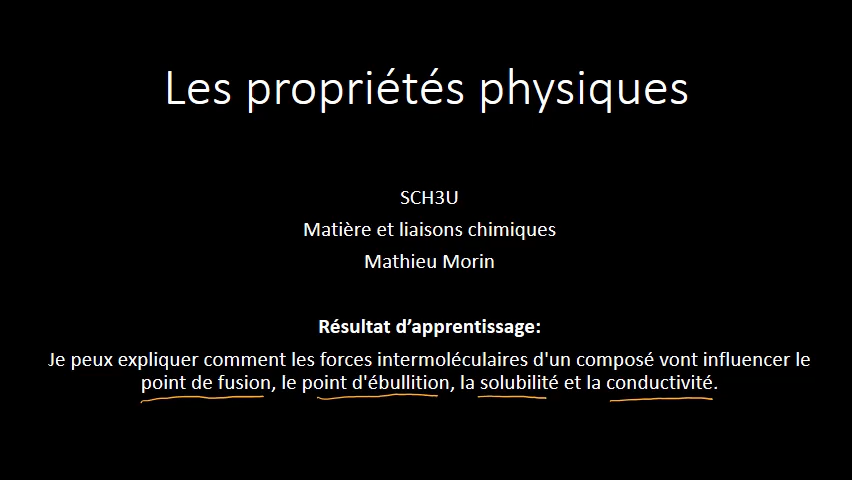 Les propriétés physiques
SCH3U
Matière et liaisons chimiques
Mathieu Morin
Résultat d’apprentissage:
Je peux expliquer comment les forces intermoléculaires d'un composé vont influencer le
point de fusion, le point d'ébullition, la solubilité et la conductivité.